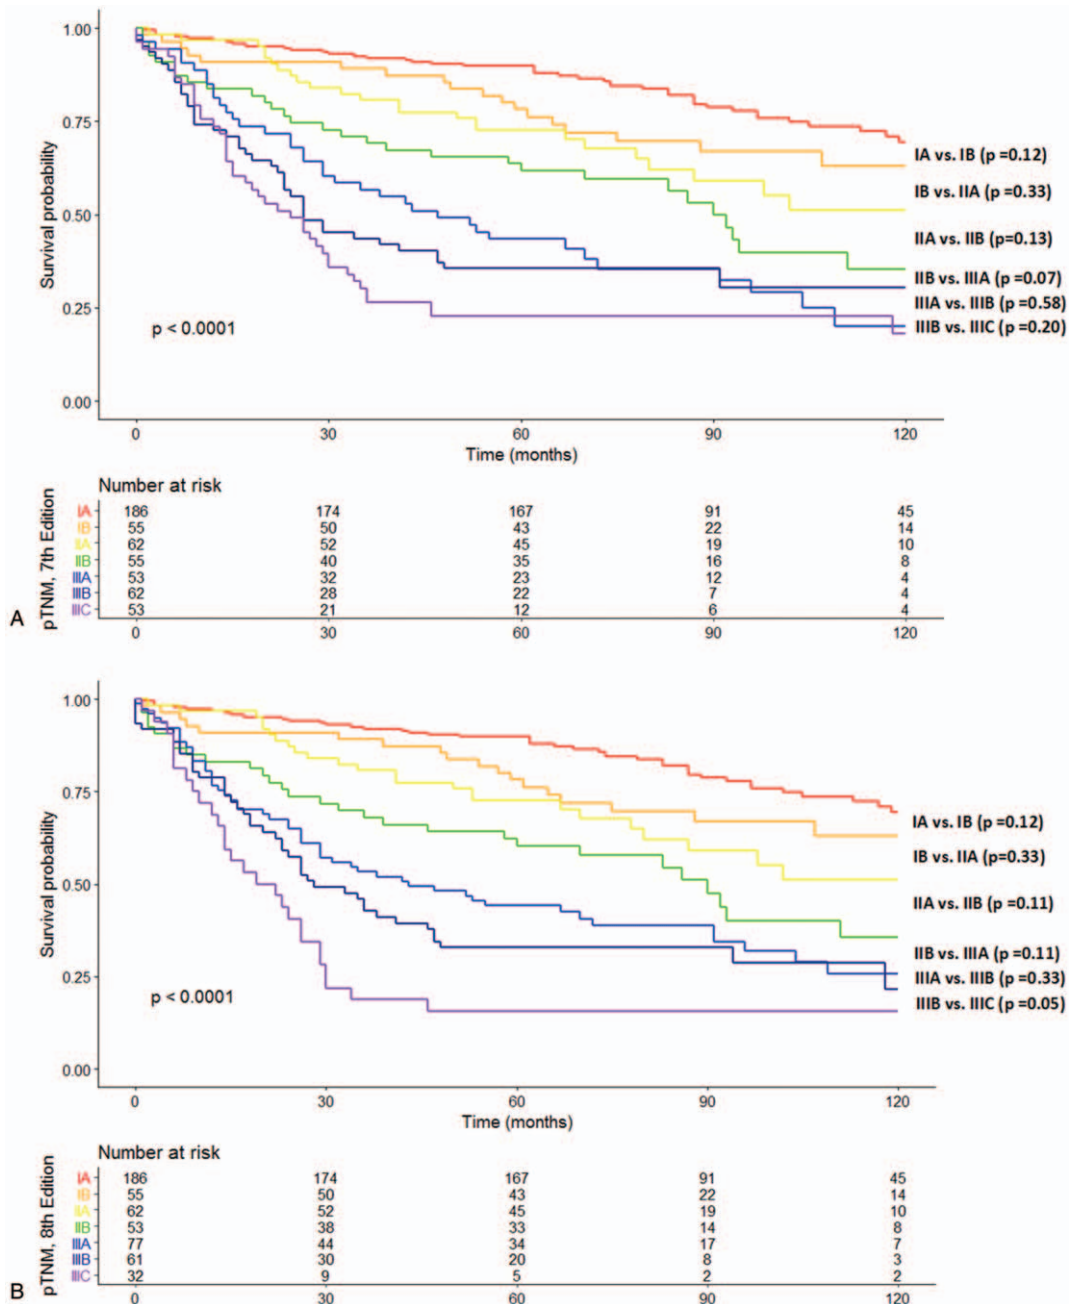 1.00
0.75
0.50
0.25
0.00
Survival probability
p < 0.0001
IA vs. IB (p =0.12)
IB vs. IIA (p =0.33)
IIA vs. IIB (p=0.13)
IIB vs. IIIA (p =0.07)
IIIA vs. IIIB (p =0.58)
IIIB vs. IIIC (p =0.20)
0 30 60 90 120
Time (months)
Number at risk
pTNM, 7th Edition
IA 186 174 167 91 45
IB 55 50 43 22 14
IIA 62 52 45 19 10
IIB 55 40 35 16 8
IIIA 53 32 23 12 4
IIIB 62 28 22 7 4
IIIC 53 21 12 6 4
0 30 60 90 120
A
1.00
0.75
0.50
0.25
0.00
Survival probability
p < 0.0001
IA vs. IB (p =0.12)
IB vs. IIA (p=0.33)
IIA vs. IIB (p =0.11)
IIB vs. IIIA (p =0.11)
IIIA vs. IIIB (p =0.33)
IIIB vs. IIIC (p =0.05)
0 30 60 90 120
Time (months)
Number at risk
pTNM, 8th Edition
IA 186 174 167 91 45
IB 55 50 43 22 14
IIA 62 52 45 19 10
IIB 53 38 33 14 8
IIIA 77 44 34 17 7
IIIB 61 30 20 8 3
IIIC 32 9 5 2 2
0 30 60 90 120
B